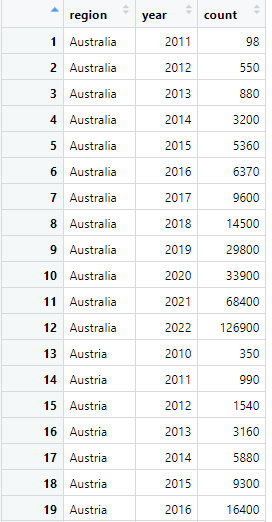 region year count
1 Australia 2011 98
2 Australia 2012 550
3 Australia 2013 880
4 Australia 2014 3200
5 Australia 2015 5360
6 Australia 2016 6370
7 Australia 2017 9600
8 Australia 2018 14500
9 Australia 2019 29800
10 Australia 2020 33900
11 Australia 2021 68400
12 Australia 2022 126900
13 Austria 2010 350
14 Austria 2011 990
15 Austria 2012 1540
16 Austria 2013 3160
17 Austria 2014 5880
18 Austria 2015 9300
19 Austria 2016 16400